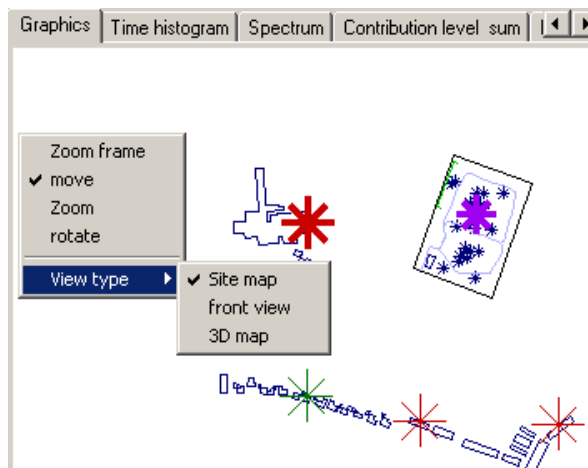 Graphics
Time histogram
Spectrum
Contribution level sum
Zoom frame
move
Zoom
rotate
View type
Site map
front view
3D map